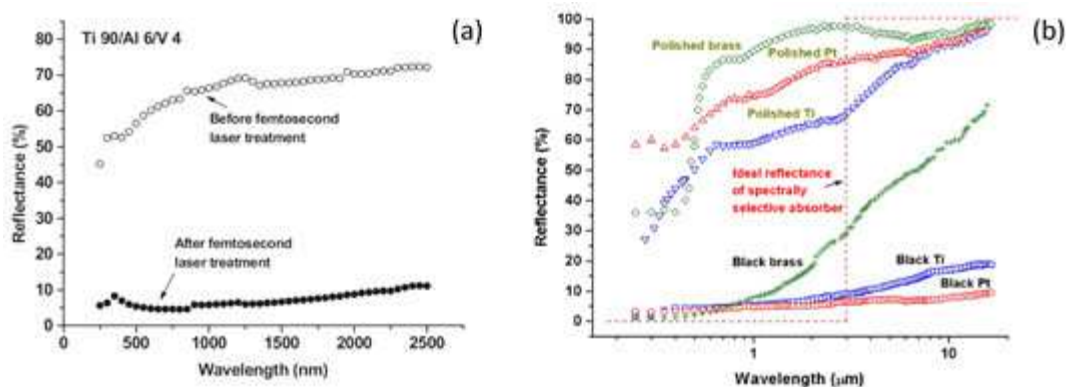 Ti 90/Al 6/V 4
(a)
80
70
60
50
40
30
20
10
0
Reflectance (%)
Before femtosecond
laser treatment
After femtosecond
laser treatment
0
500
1000
1500
2000
2500
Wavelength (nm)
(b)
100
90
80
70
60
50
40
30
20
10
0
Reflectance (%)
Polished brass
Polished Pt
Polished Ti
Ideal reflectance
of spectrally
selective absorber
Black brass
Black Ti
Black Pt
1
10
Wavelength (μm)